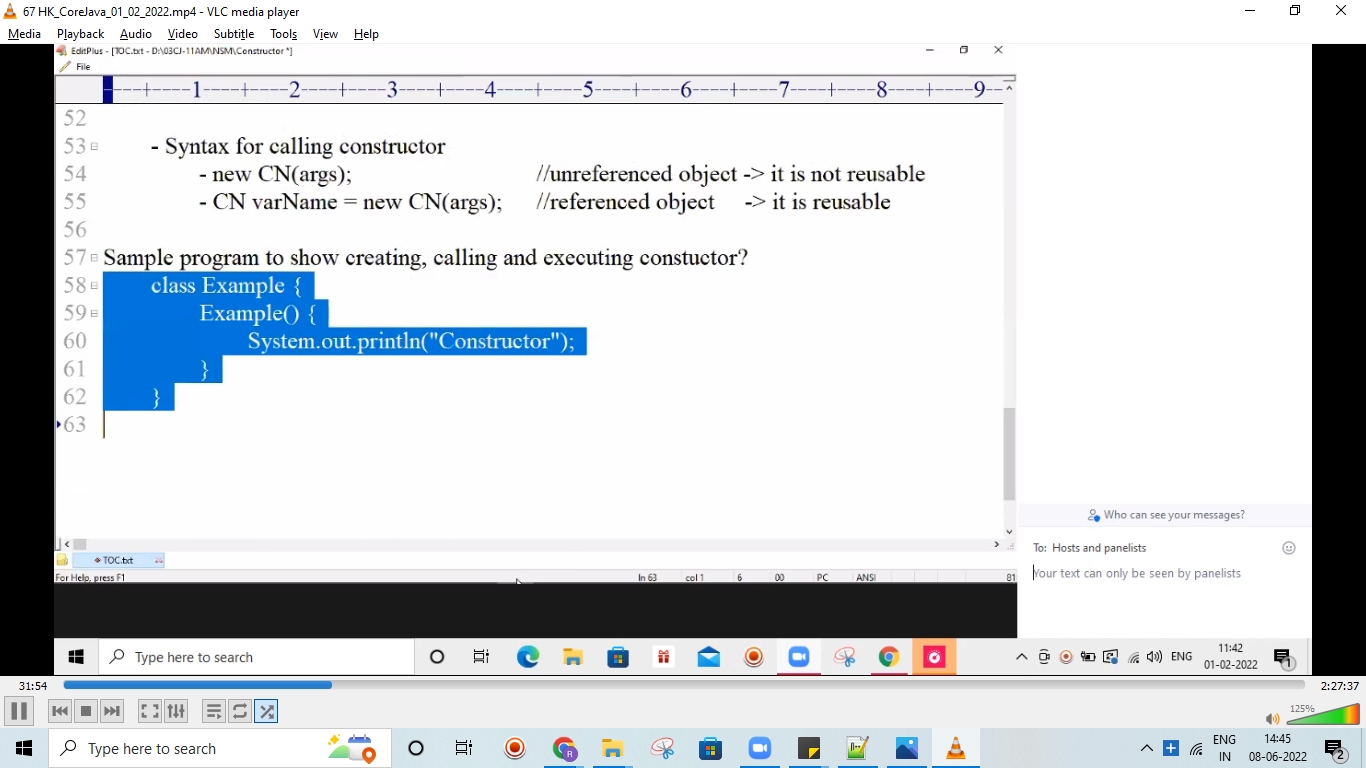 67 HK_CoreJava_01_02_2022.mp4 - VLC media player
Media Playback Audio Video Subtitle Tools View Help
EditPlus - [TOC.txt - D:\03CJ-11AM\NSM\Constructor *]
File
----+----1----+----2----+----3----+----4----+----5----+----6----+----7----+----8----+----9--
52
53 - Syntax for calling constructor
54 - new CN(args); //unreferenced object -> it is not reusable
55 - CN varName = new CN(args); //referenced object -> it is reusable
56
57 Sample program to show creating, calling and executing constuctor?
58 class Example {
59 Example() {
60 System.out.println("Constructor");
61 }
62 }
63
Who can see your messages?
To: Hosts and panelists
Your text can only be seen by panelists
TOC.txt
For Help, press F1 ln 63 col 1 6 00 PC ANSI 81
Type here to search ENG 11:42
01-02-2022 1
31:54 2:27:37
125%
Type here to search ENG 14:45
IN 08-06-2022 2